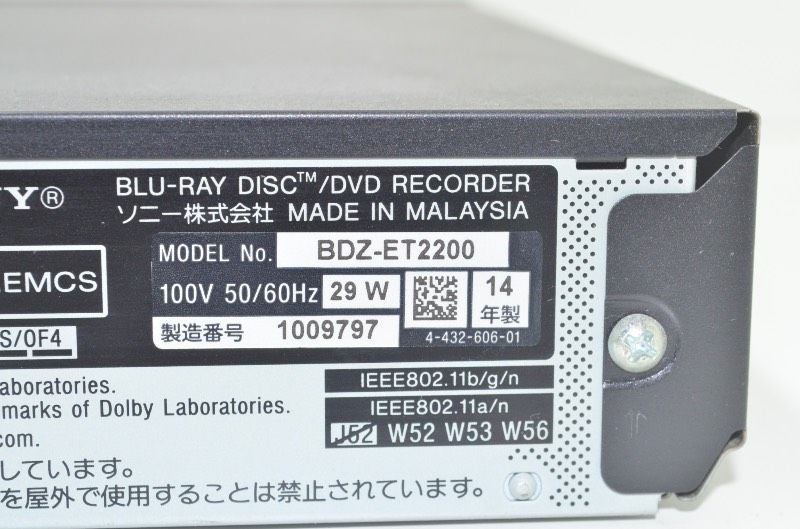 Y®
BLU-RAY DISC™/DVD RECORDER
ソニー株式会社 MADE IN MALAYSIA
EMCS
MODEL No. BDZ-ET2200
100V 50/60Hz 29 W
14年製
製造番号 1009797
4-432-606-01
S/0F4
IEEE802.11b/g/n
IEEE802.11a/n
J52 W52 W53 W56
aboratories.
marks of Dolby Laboratories.
com.
しています。
を屋外で使用することは禁止されています。